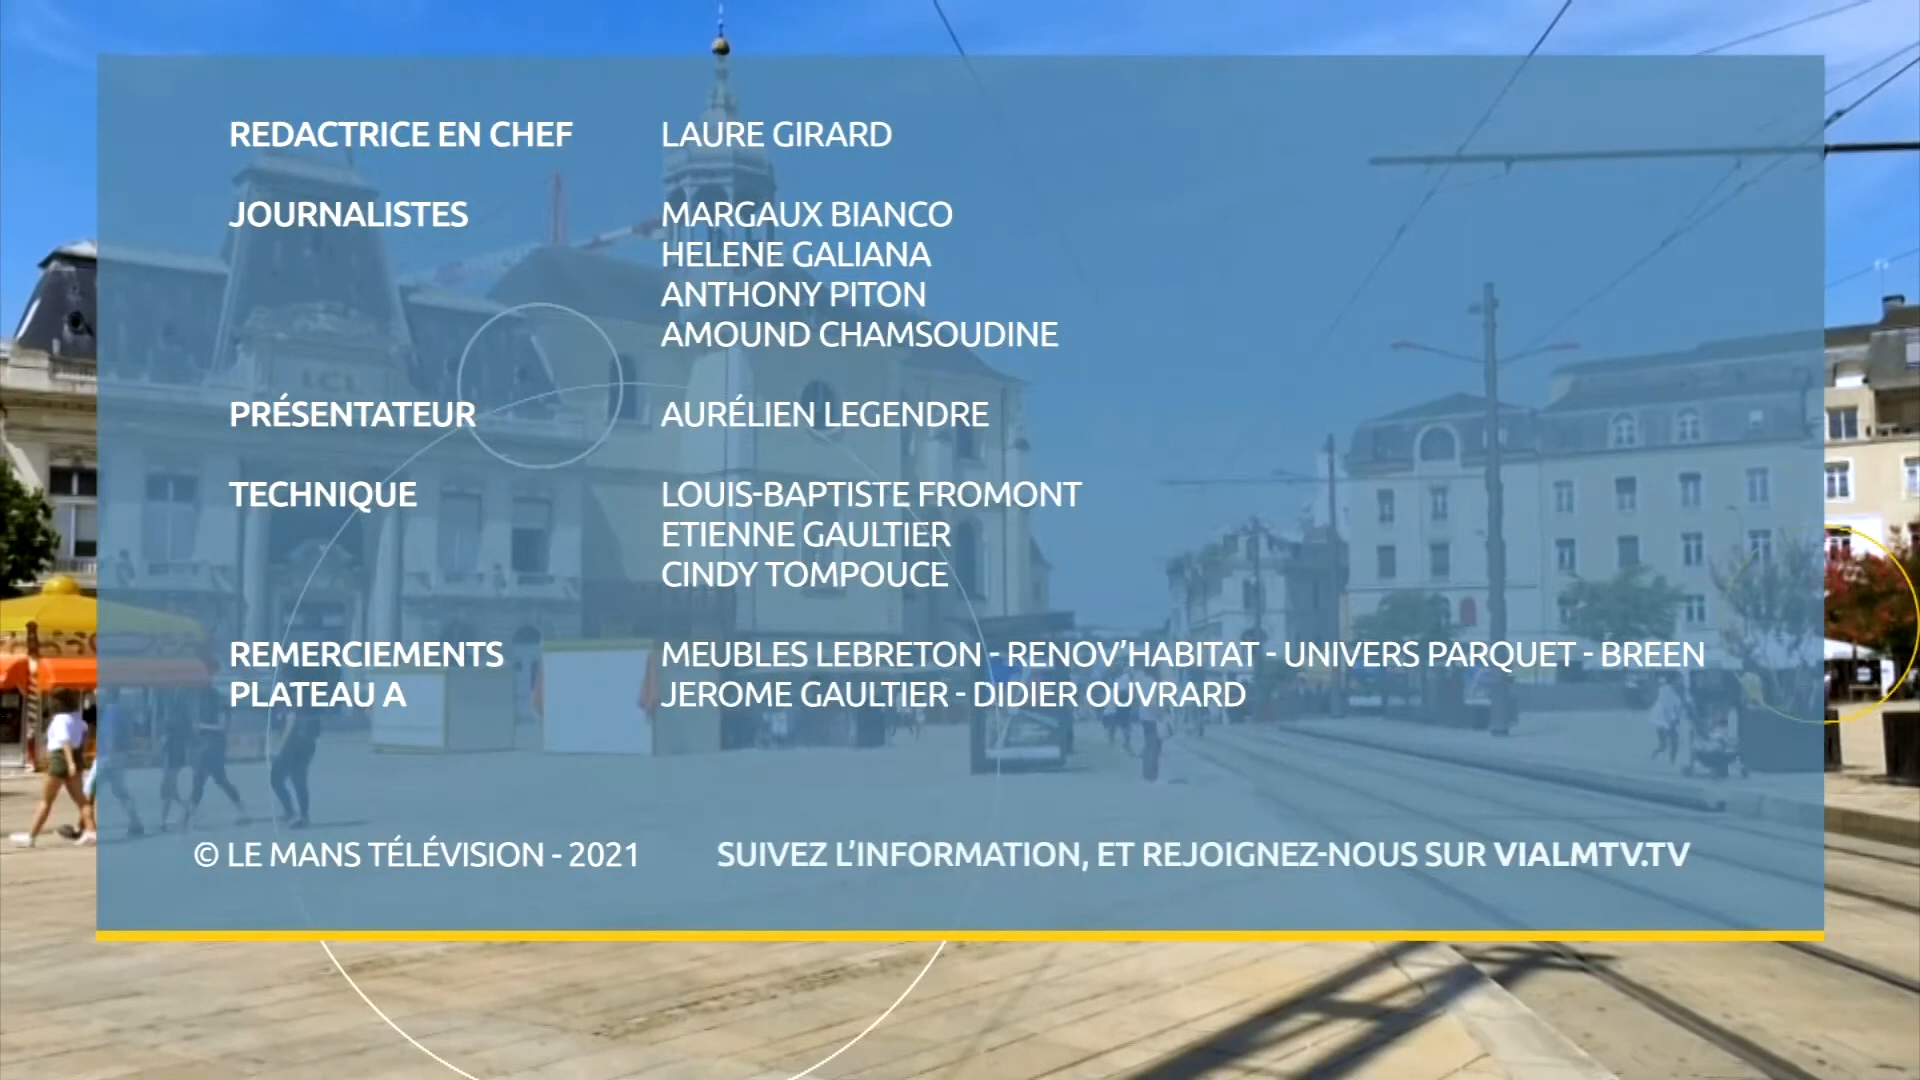 REDACTRICE EN CHEF LAURE GIRARD
JOURNALISTES MARGAUX BIANCO
HELENE GALIANA
ANTHONY PITON
AMOUND CHAMSOUDINE
PRÉSENTATEUR AURÉLIEN LEGENDRE
TECHNIQUE LOUIS-BAPTISTE FROMONT
ETIENNE GAULTIER
CINDY TOMPOUCE
REMERCIEMENTS MEUBLES LEBRETON - RENOV'HABITAT - UNIVERS PARQUET - BREEN
PLATEAU A JEROME GAULTIER - DIDIER OUVRARD
© LE MANS TÉLÉVISION - 2021 SUIVEZ L'INFORMATION, ET REJOIGNEZ-NOUS SUR VIALMTV.TV
LCL